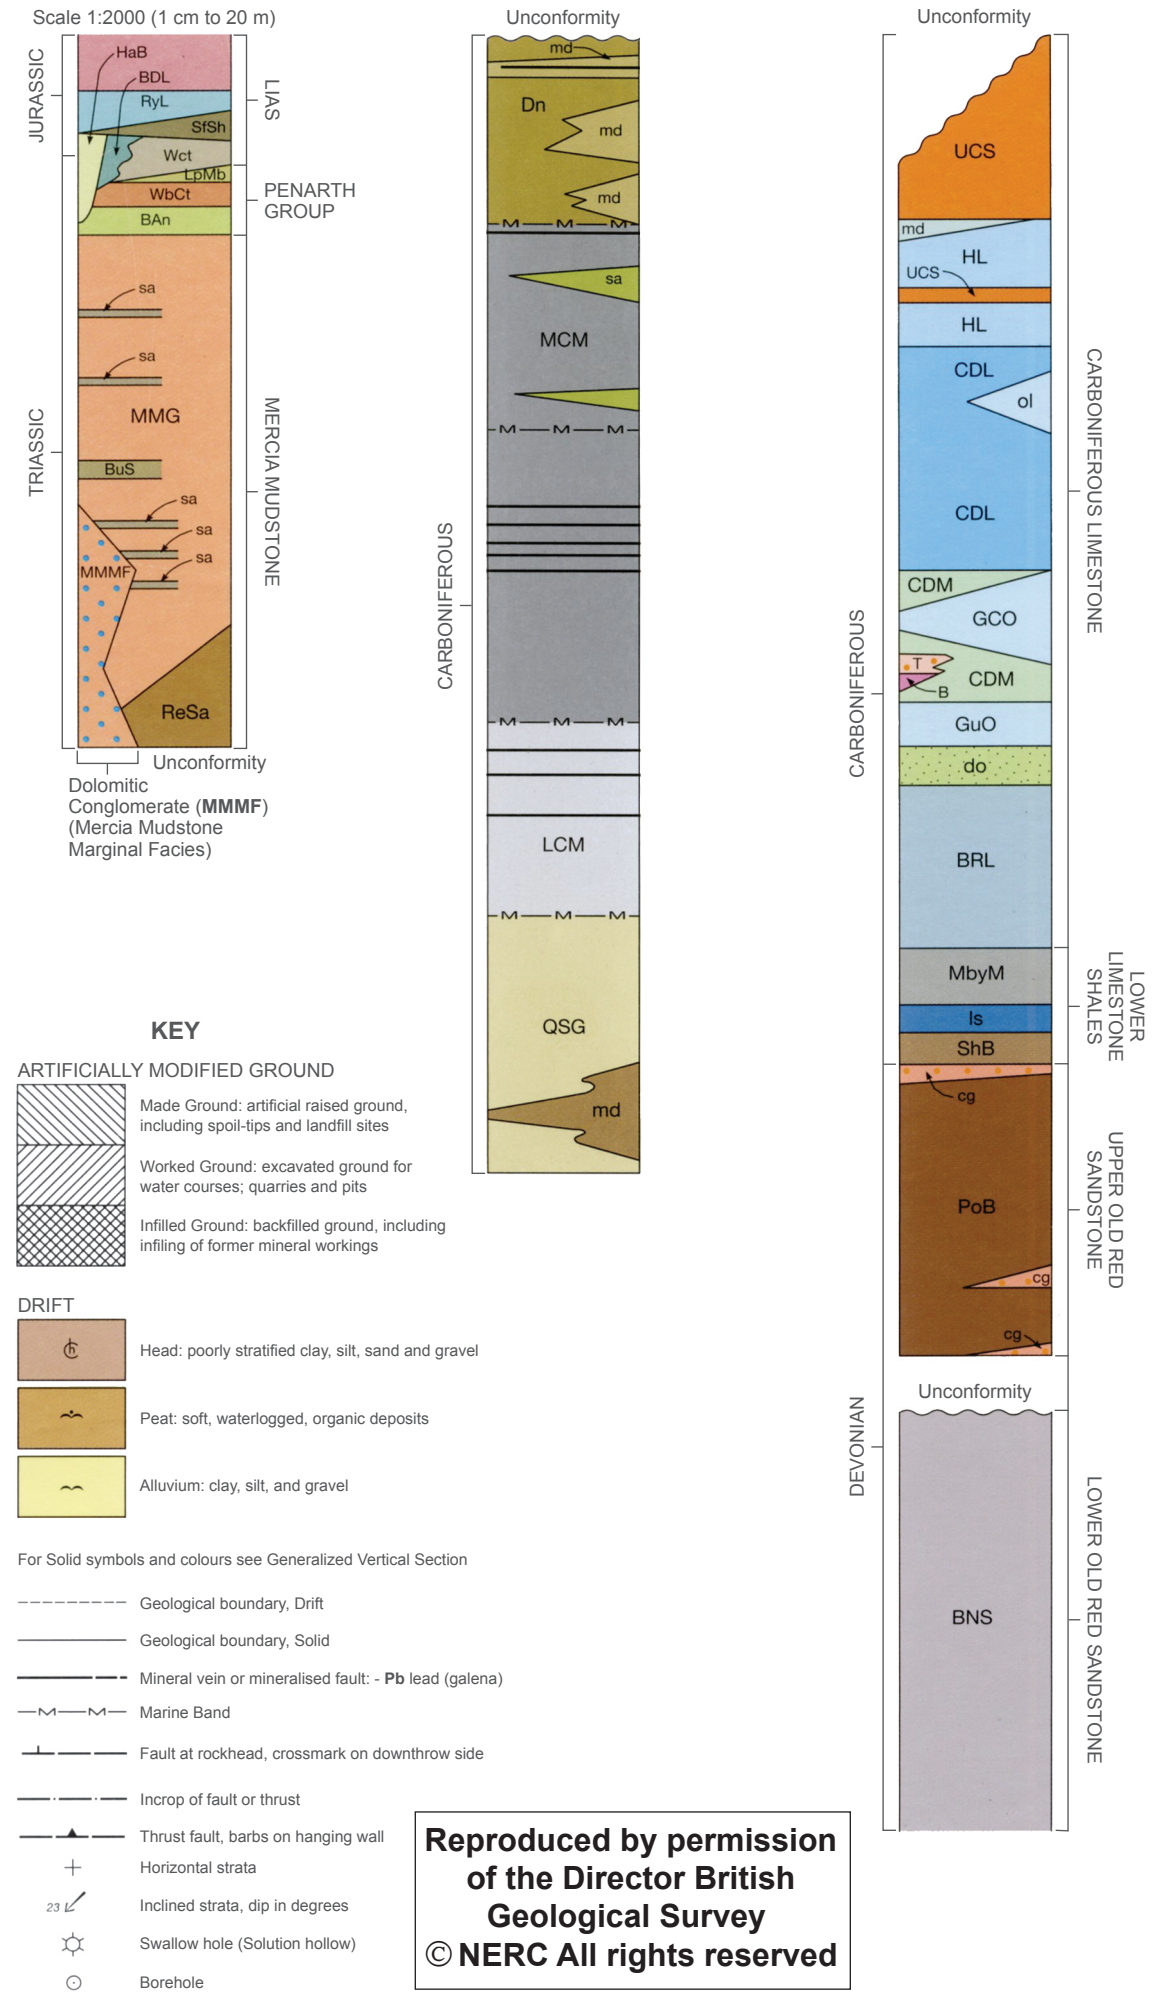 Scale 1:2000 (1 cm to 20 m)
JURASSIC
HaB
BDL
RyL
SfSh
LIAS
Wct
LpMb
WbCt
BAn
PENARTH
GROUP
TRIASSIC
sa
sa
MMG
BuS
sa
sa
sa
MMMF
ReSa
MERCIA MUDSTONE
Unconformity
Dolomitic
Conglomerate (MMMF)
(Mercia Mudstone
Marginal Facies)
Unconformity
md
Dn
md
md
M M M
sa
MCM
M M M
CARBONIFEROUS
M M M
LCM
M M M
QSG
md
Unconformity
UCS
md
HL
UCS
HL
CDL
ol
CDL
CDM
GCO
T
B
CDM
GuO
do
BRL
CARBONIFEROUS LIMESTONE
CARBONIFEROUS
MbyM
ls
ShB
LOWER
LIMESTONE
SHALES
cg
PoB
cg
cg
UPPER OLD RED
SANDSTONE
Unconformity
DEVONIAN
BNS
LOWER OLD RED SANDSTONE
KEY
ARTIFICIALLY MODIFIED GROUND
Made Ground: artificial raised ground,
including spoil-tips and landfill sites
Worked Ground: excavated ground for
water courses; quarries and pits
Infilled Ground: backfilled ground, including
infiling of former mineral workings
DRIFT
h
Head: poorly stratified clay, silt, sand and gravel
Peat: soft, waterlogged, organic deposits
Alluvium: clay, silt, and gravel
For Solid symbols and colours see Generalized Vertical Section
Geological boundary, Drift
Geological boundary, Solid
Mineral vein or mineralised fault: - Pb lead (galena)
M M Marine Band
Fault at rockhead, crossmark on downthrow side
Incrop of fault or thrust
Thrust fault, barbs on hanging wall
Horizontal strata
23 Inclined strata, dip in degrees
Swallow hole (Solution hollow)
Borehole
Reproduced by permission
of the Director British
Geological Survey
© NERC All rights reserved